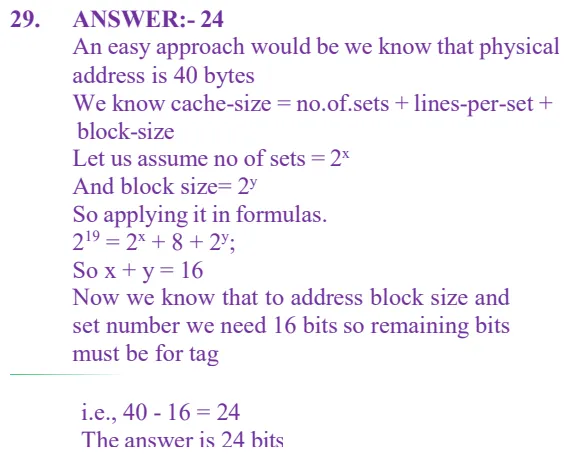 29. ANSWER:- 24
An easy approach would be we know that physical
address is 40 bytes
We know cache-size = no.of.sets + lines-per-set +
block-size
Let us assume no of sets = 2ˣ
And block size= 2ʸ
So applying it in formulas.
2¹⁹ = 2ˣ + 8 + 2ʸ;
So x + y = 16
Now we know that to address block size and
set number we need 16 bits so remaining bits
must be for tag
i.e., 40 - 16 = 24
The answer is 24 bits